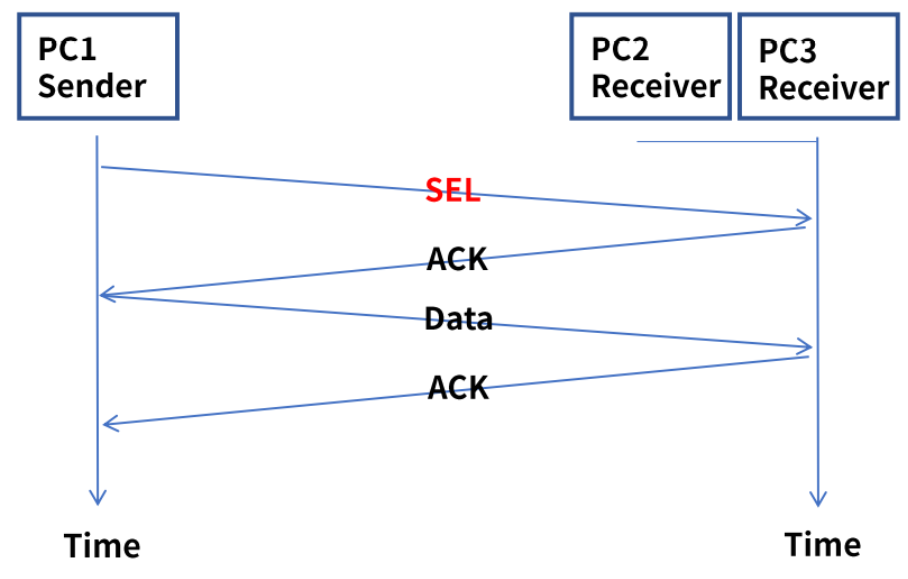 PC1
Sender
PC2
Receiver
PC3
Receiver
SEL
ACK
Data
ACK
Time
Time